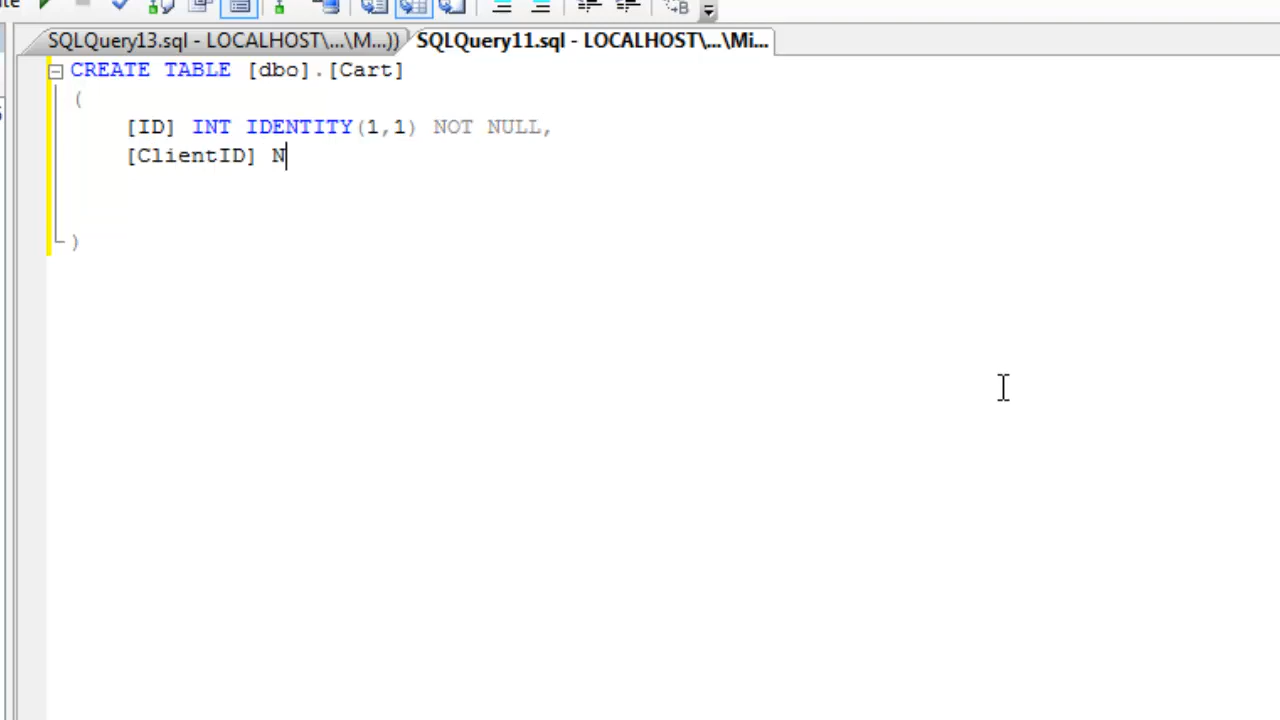 SQLQuery13.sql - LOCALHOST\...\M...)) SQLQuery11.sql - LOCALHOST\...\Mi...
CREATE TABLE [dbo].[Cart]
(
[ID] INT IDENTITY(1,1) NOT NULL,
[ClientID] N
)